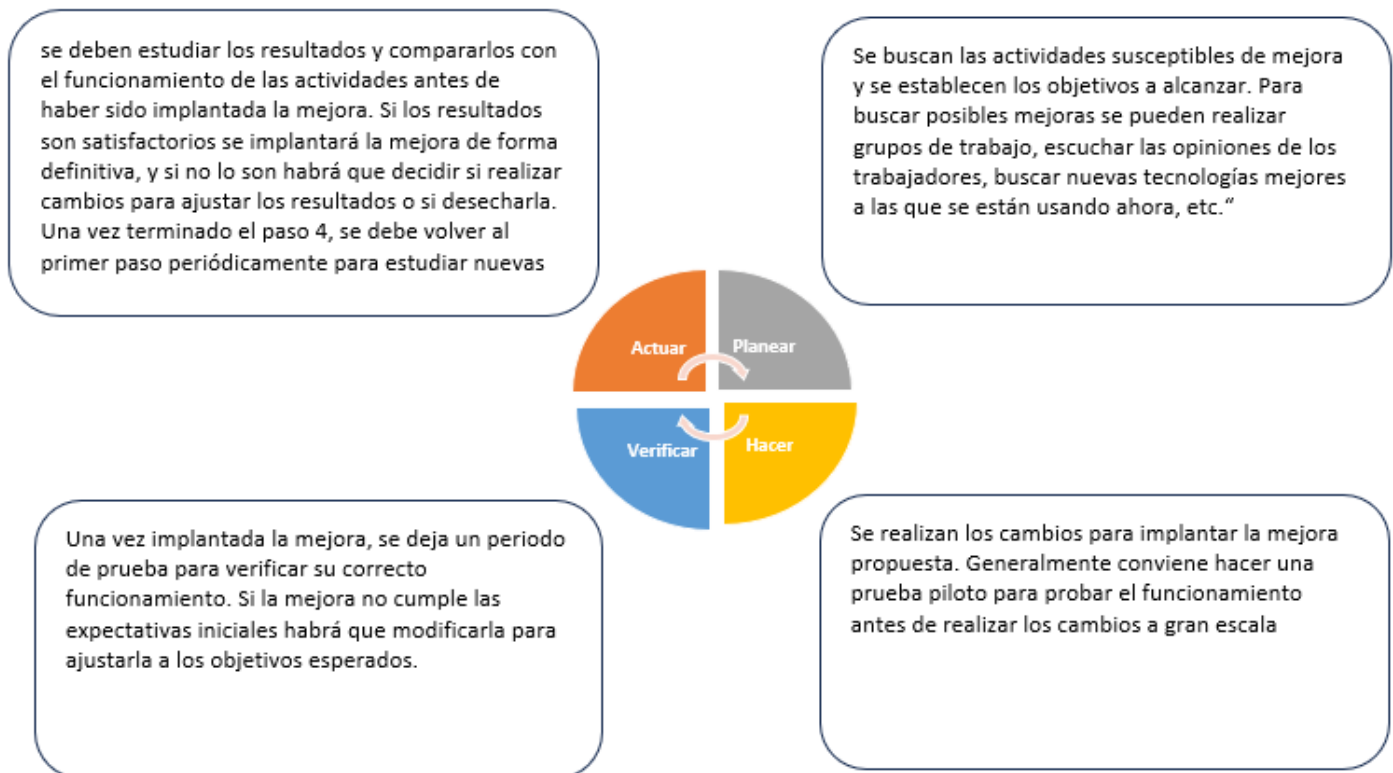 se deben estudiar los resultados y compararlos con
el funcionamiento de las actividades antes de
haber sido implantada la mejora. Si los resultados
son satisfactorios se implantará la mejora de forma
definitiva, y si no lo son habrá que decidir si realizar
cambios para ajustar los resultados o si desecharla.
Una vez terminado el paso 4, se debe volver al
primer paso periódicamente para estudiar nuevas
Se buscan las actividades susceptibles de mejora
y se establecen los objetivos a alcanzar. Para
buscar posibles mejoras se pueden realizar
grupos de trabajo, escuchar las opiniones de los
trabajadores, buscar nuevas tecnologías mejores
a las que se están usando ahora, etc.“
Actuar
Planear
Verificar
Hacer
Una vez implantada la mejora, se deja un periodo
de prueba para verificar su correcto
funcionamiento. Si la mejora no cumple las
expectativas iniciales habrá que modificarla para
ajustarla a los objetivos esperados.
Se realizan los cambios para implantar la mejora
propuesta. Generalmente conviene hacer una
prueba piloto para probar el funcionamiento
antes de realizar los cambios a gran escala